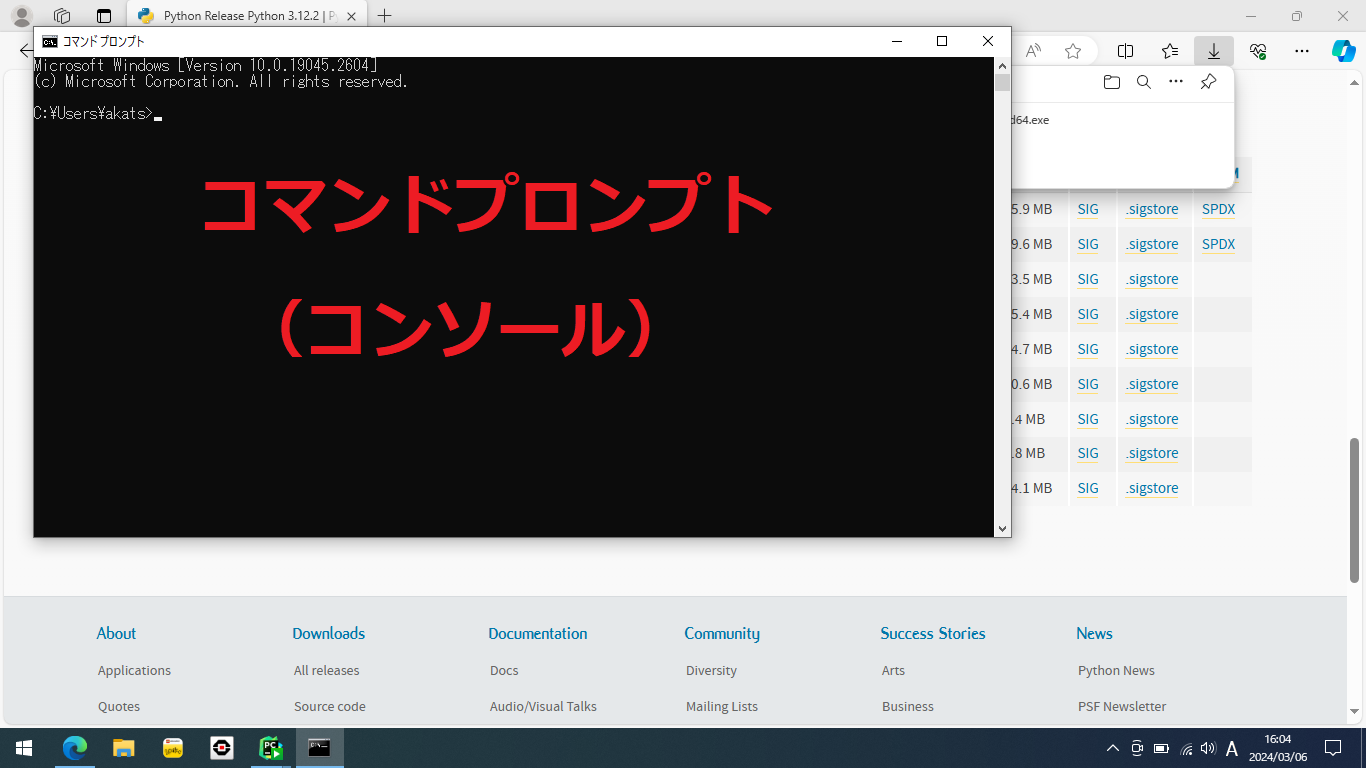 Python Release Python 3.12.2 | P
コマンドプロンプト
Microsoft Windows [Version 10.0.19045.2604]
(c) Microsoft Corporation. All rights reserved.
C:¥Users¥akats>
コマンドプロンプト
（コンソール）
d64.exe
M
5.9 MB SIG .sigstore SPDX
9.6 MB SIG .sigstore SPDX
3.5 MB SIG .sigstore
5.4 MB SIG .sigstore
4.7 MB SIG .sigstore
0.6 MB SIG .sigstore
.4 MB SIG .sigstore
.8 MB SIG .sigstore
4.1 MB SIG .sigstore
About Downloads Documentation Community Success Stories News
Applications All releases Docs Diversity Arts Python News
Quotes Source code Audio/Visual Talks Mailing Lists Business PSF Newsletter
A 16:04
2024/03/06